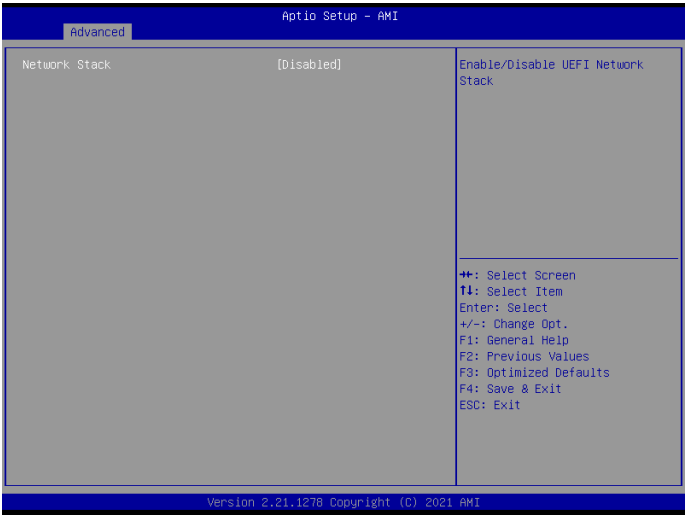 Aptio Setup – AMI
Advanced
Network Stack [Disabled]
Enable/Disable UEFI Network
Stack
→←: Select Screen
↑↓: Select Item
Enter: Select
+/-: Change Opt.
F1: General Help
F2: Previous Values
F3: Optimized Defaults
F4: Save & Exit
ESC: Exit
Version 2.21.1278 Copyright (C) 2021 AMI